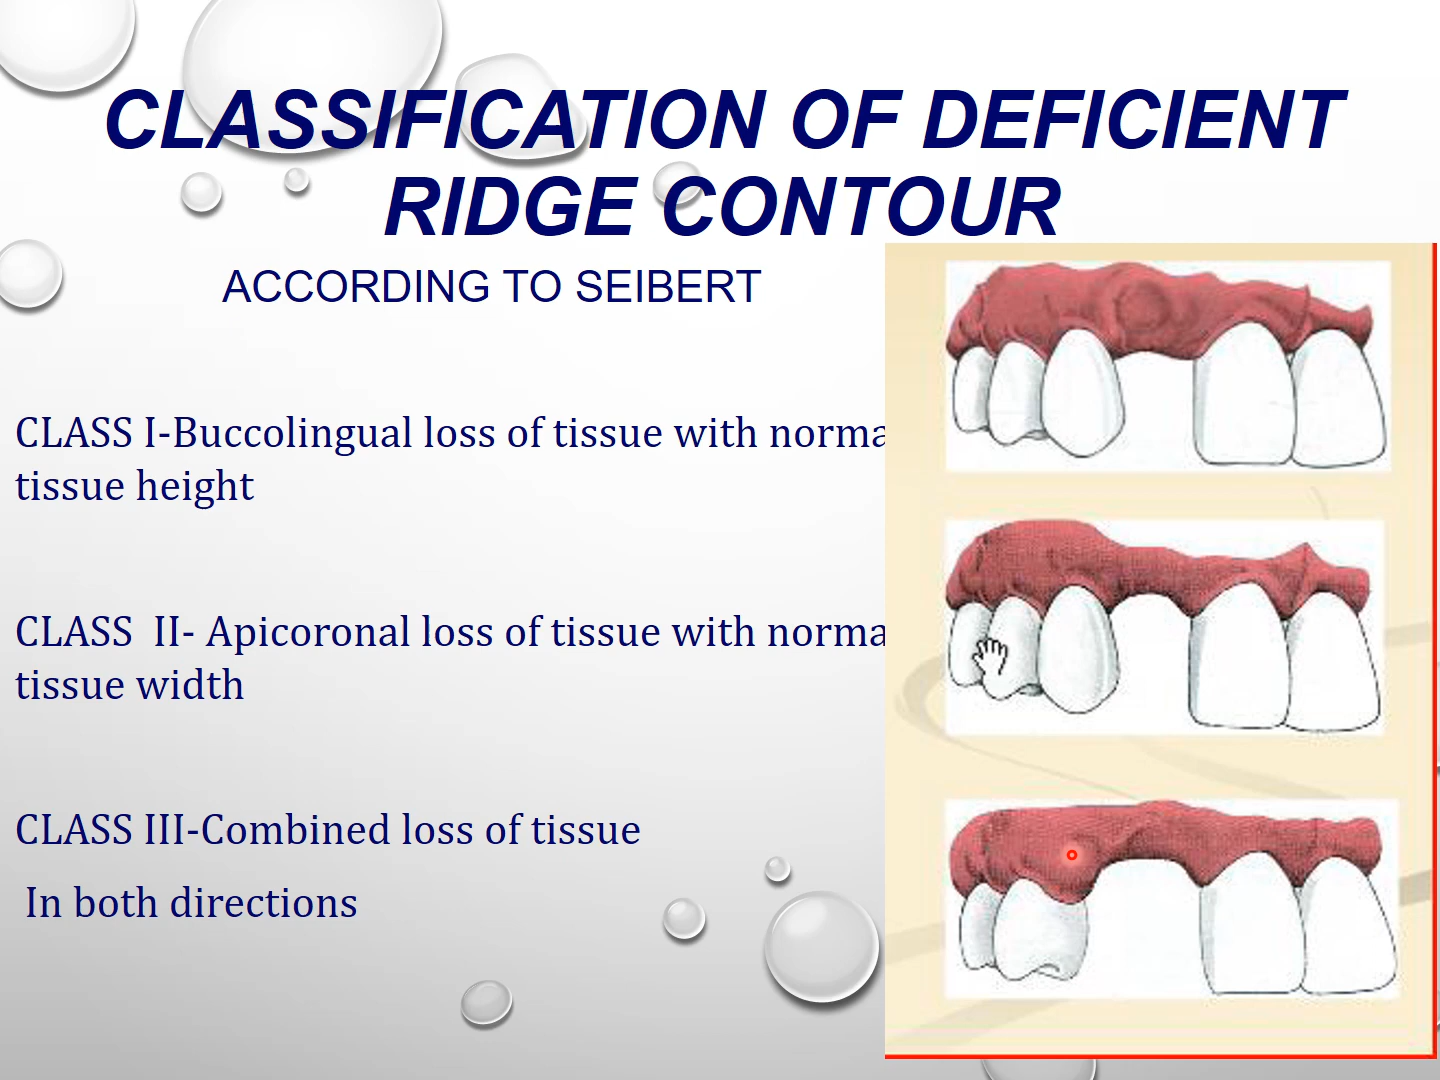 CLASSIFICATION OF DEFICIENT
RIDGE CONTOUR
ACCORDING TO SEIBERT
CLASS I-Buccolingual loss of tissue with norma
tissue height
CLASS  II- Apicoronal loss of tissue with norma
tissue width
CLASS III-Combined loss of tissue
In both directions